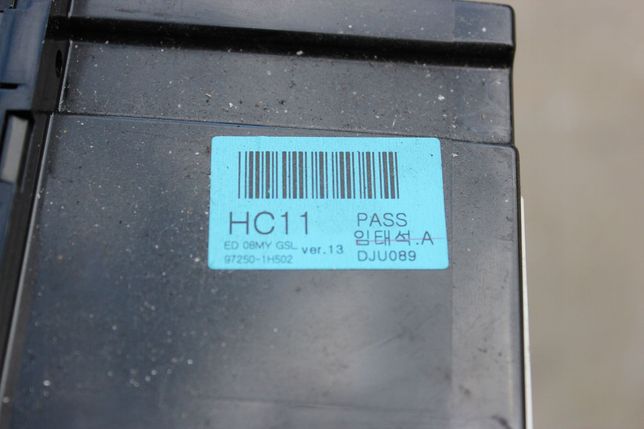 HC11 PASS
ED 08MY GSL ver.13 임태석.A
97250-1H502 DJU089